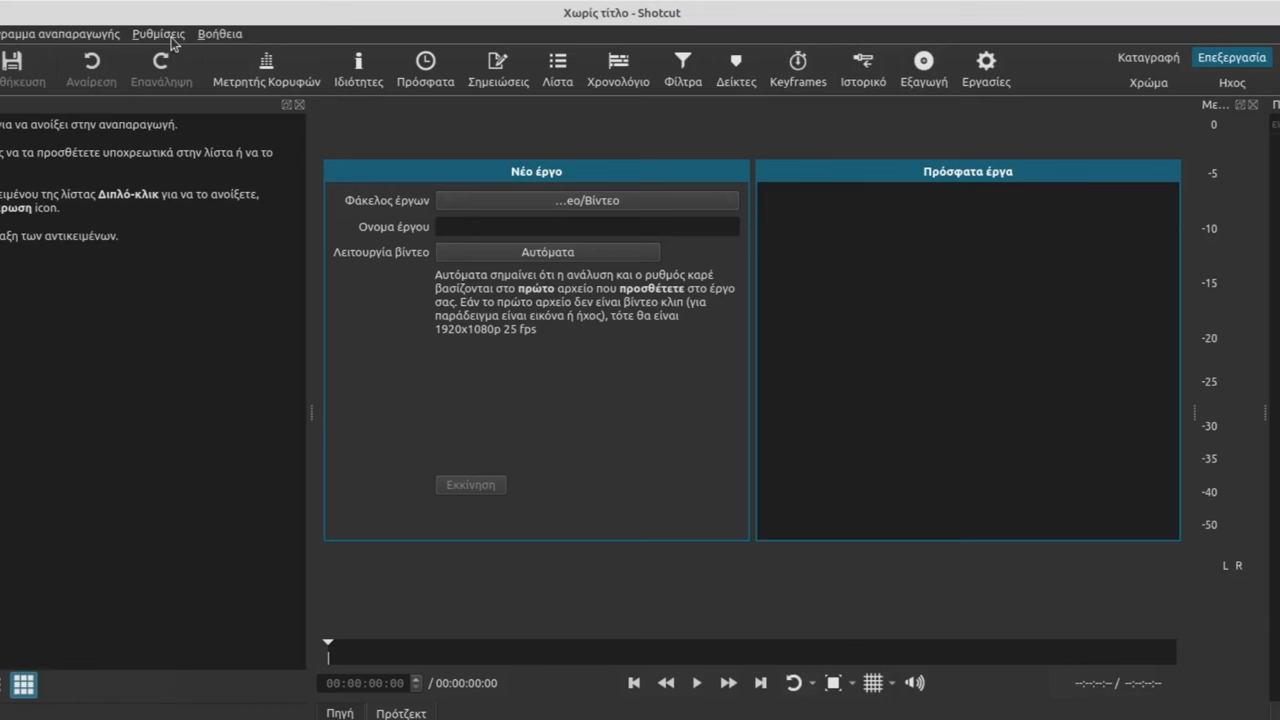 Χωρίς τίτλο - Shotcut
γραμμα αναπαραγωγής Ρυθμίσεις Βοήθεια
θήκευση Αναίρεση Επανάληψη Μετρητής Κορυφών Ιδιότητες Πρόσφατα Σημειώσεις Λίστα Χρονολόγιο Φίλτρα Δείκτες Keyframes Ιστορικό Εξαγωγή Εργασίες
Καταγραφή Επεξεργασία
Χρώμα Ηχος
ια να ανοίξει στην αναπαραγωγή.
ς να τα προσθέτετε υποχρεωτικά στην λίστα ή να το
ειμένου της λίστας Διπλό-κλικ για να το ανοίξετε,
ρωση icon.
αξη των αντικειμένων.
Νέο έργο
Φάκελος έργων ...eo/Βίντεο
Ονομα έργου
Λειτουργία βίντεο Αυτόματα
Αυτόματα σημαίνει ότι η ανάλυση και ο ρυθμός καρέ
βασίζονται στο πρώτο αρχείο που προσθέτετε στο έργο
σας. Εάν το πρώτο αρχείο δεν είναι βίντεο κλιπ (για
παράδειγμα είναι εικόνα ή ήχος), τότε θα είναι
1920x1080p 25 fps
Εκκίνηση
Πρόσφατα έργα
Με...
0
-5
-10
-15
-20
-25
-30
-35
-40
-50
L R
00:00:00:00 / 00:00:00:00
--:--:--:-- / --:--:--:--
Πηγή Πρότζεκτ